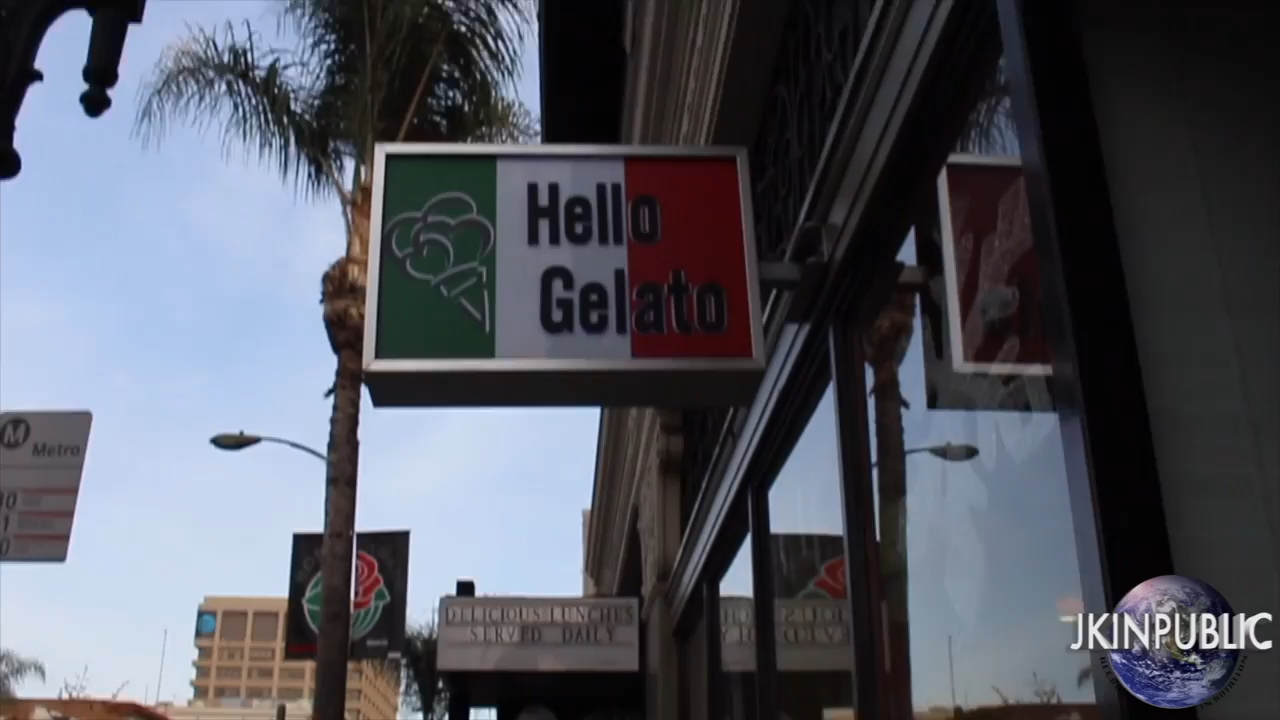 Hello
Gelato
M
Metro
DELICIOUS LUNCHES
SERVED DAILY
JKINPUBLIC